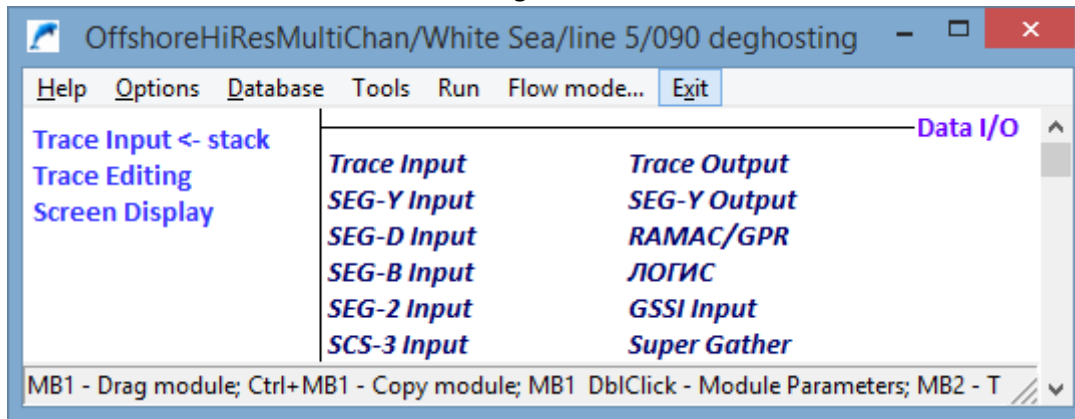 OffshoreHiResMultiChan/White Sea/line 5/090 deghosting
Help Options Database Tools Run Flow mode... Exit
Trace Input <- stack
Trace Editing
Screen Display
Data I/O
Trace Input Trace Output
SEG-Y Input SEG-Y Output
SEG-D Input RAMAC/GPR
SEG-B Input ЛОГИС
SEG-2 Input GSSI Input
SCS-3 Input Super Gather
MB1 - Drag module; Ctrl+MB1 - Copy module; MB1 DblClick - Module Parameters; MB2 - T